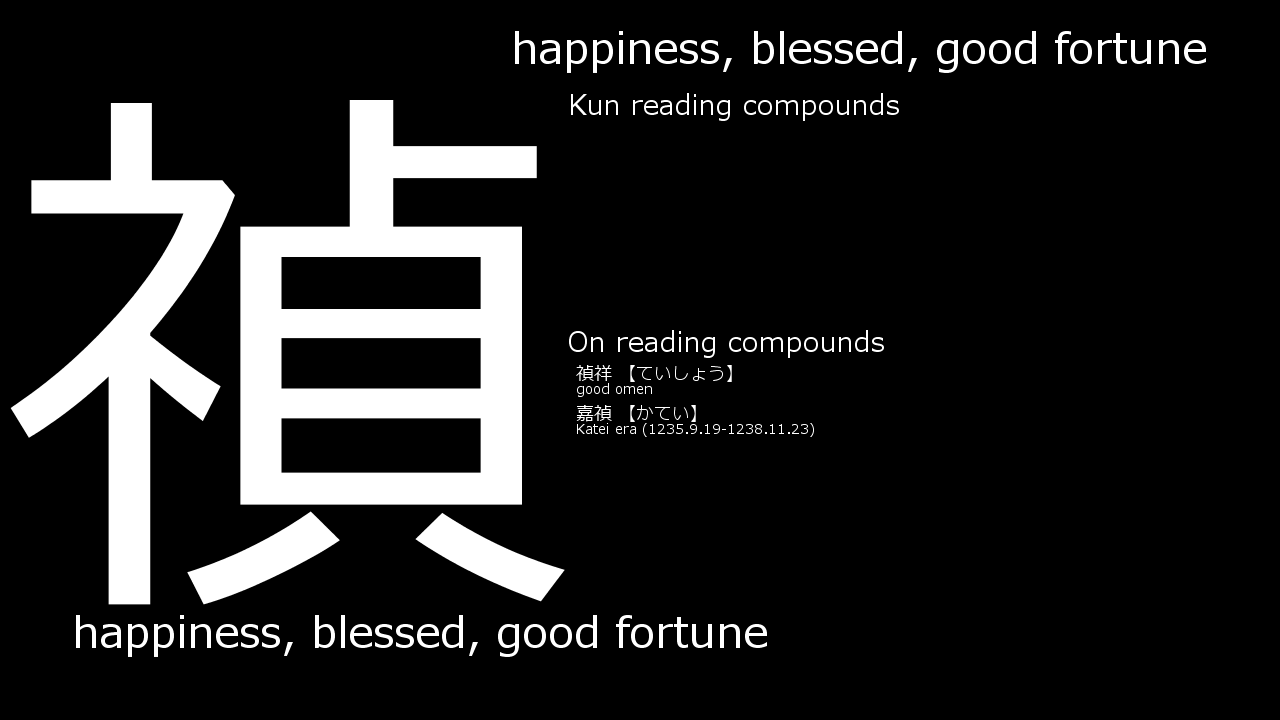 happiness, blessed, good fortune
Kun reading compounds
禎
On reading compounds
禎祥 【ていしょう】
good omen
嘉禎 【かてい】
Katei era (1235.9.19-1238.11.23)
happiness, blessed, good fortune